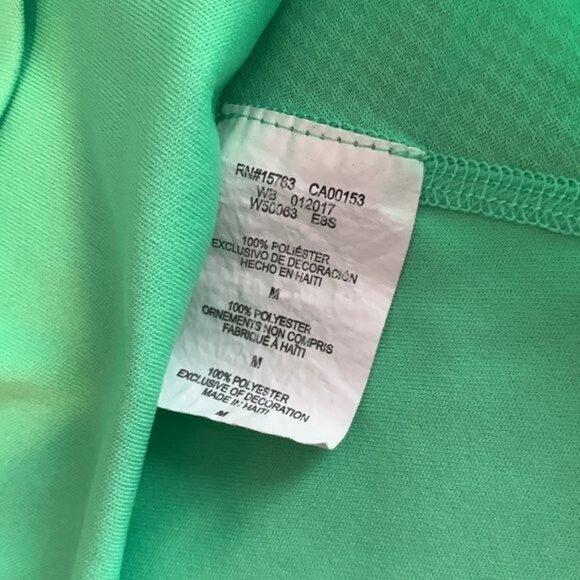 RN#15763 CA00153
WB 012017
W50063 EBS
100% POLIÉSTER
EXCLUSIVO DE DECORACIÓN
HECHO EN HAITI
M
100% POLYESTER
ORNEMENTS NON COMPRIS
FABRIQUÉ À HAÏTI
M
100% POLYESTER
EXCLUSIVE OF DECORATION
MADE IN HAITI
M